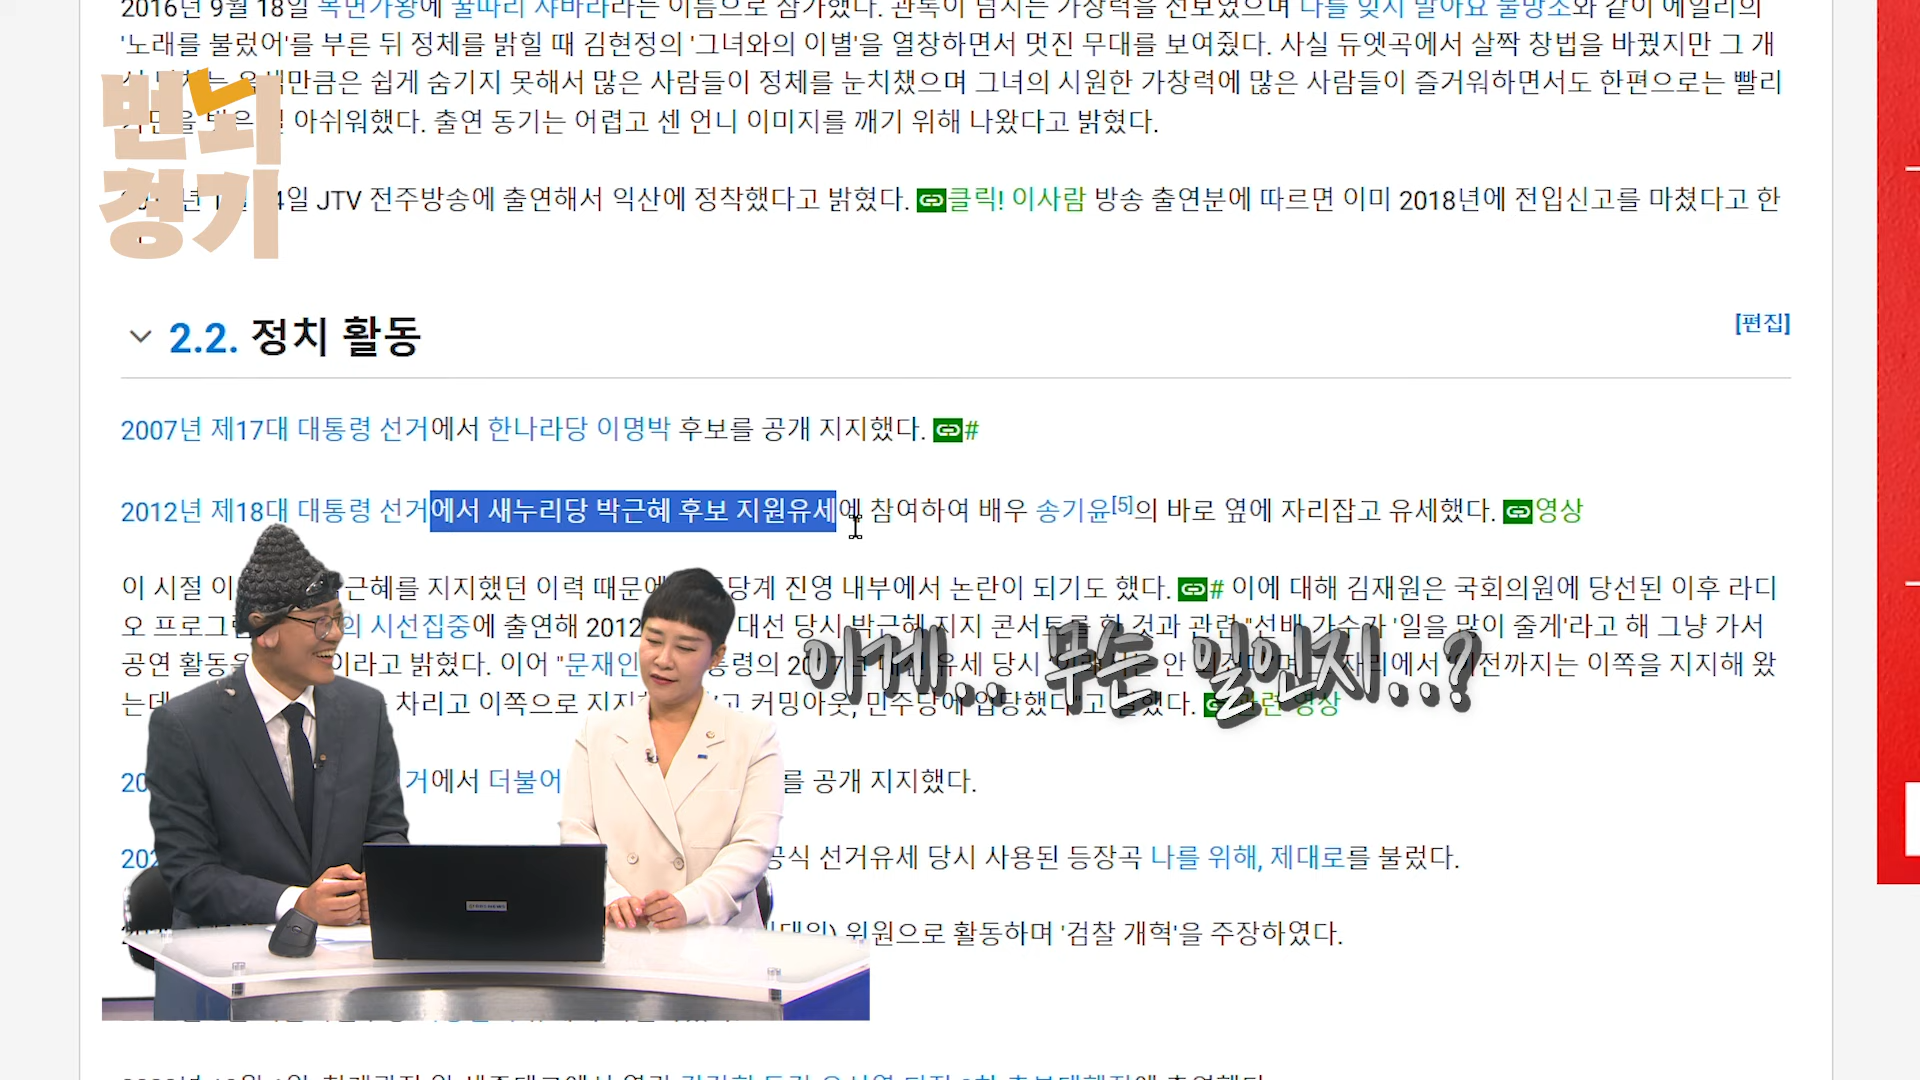 2016년 9월 18일 복면가왕에 꿀따리 샤바라라는 이름으로 참가했다. 관록이 넘치는 가창력을 선보였으며 나를 잊지 말아요 물망초와 같이 에일리의
'노래를 불렀어'를 부른 뒤 정체를 밝힐 때 김현정의 '그녀와의 이별'을 열창하면서 멋진 무대를 보여줬다. 사실 듀엣곡에서 살짝 창법을 바꿨지만 그 개
음색만큼은 쉽게 숨기지 못해서 많은 사람들이 정체를 눈치챘으며 그녀의 시원한 가창력에 많은 사람들이 즐거워하면서도 한편으로는 빨리
아쉬워했다. 출연 동기는 어렵고 센 언니 이미지를 깨기 위해 나왔다고 밝혔다.
번뇌
경기
4일 JTV 전주방송에 출연해서 익산에 정착했다고 밝혔다. 클릭! 이사람 방송 출연분에 따르면 이미 2018년에 전입신고를 마쳤다고 한
2.2. 정치 활동
[편집]
2007년 제17대 대통령 선거에서 한나라당 이명박 후보를 공개 지지했다. #
2012년 제18대 대통령 선거에서 새누리당 박근혜 후보 지원유세에 참여하여 배우 송기윤[5]의 바로 옆에 자리잡고 유세했다. 영상
이 시절 근혜를 지지했던 이력 때문에 당계 진영 내부에서 논란이 되기도 했다. # 이에 대해 김재원은 국회의원에 당선된 이후 라디
오 프로그 의 시선집중에 출연해 2012 대선 당시 박근혜 지지 콘서트를 한 것과 관련 "선배 가수가 '일을 많이 줄게'라고 해 그냥 가서
공연 활동을 이라고 밝혔다. 이어 "문재인 통령의 유세 당시 안 되겠다 자리에서 '이전까지는 이쪽을 지지해 왔
는데 차리고 이쪽으로 지지 고 커밍아웃, 민주당에 입당했다"고 말했다. 관련 영상
이게.. 무슨 일인지..?
거에서 더불어 를 공개 지지했다.
공식 선거유세 당시 사용된 등장곡 나를 위해, 제대로를 불렀다.
위원으로 활동하며 '검찰 개혁'을 주장하였다.